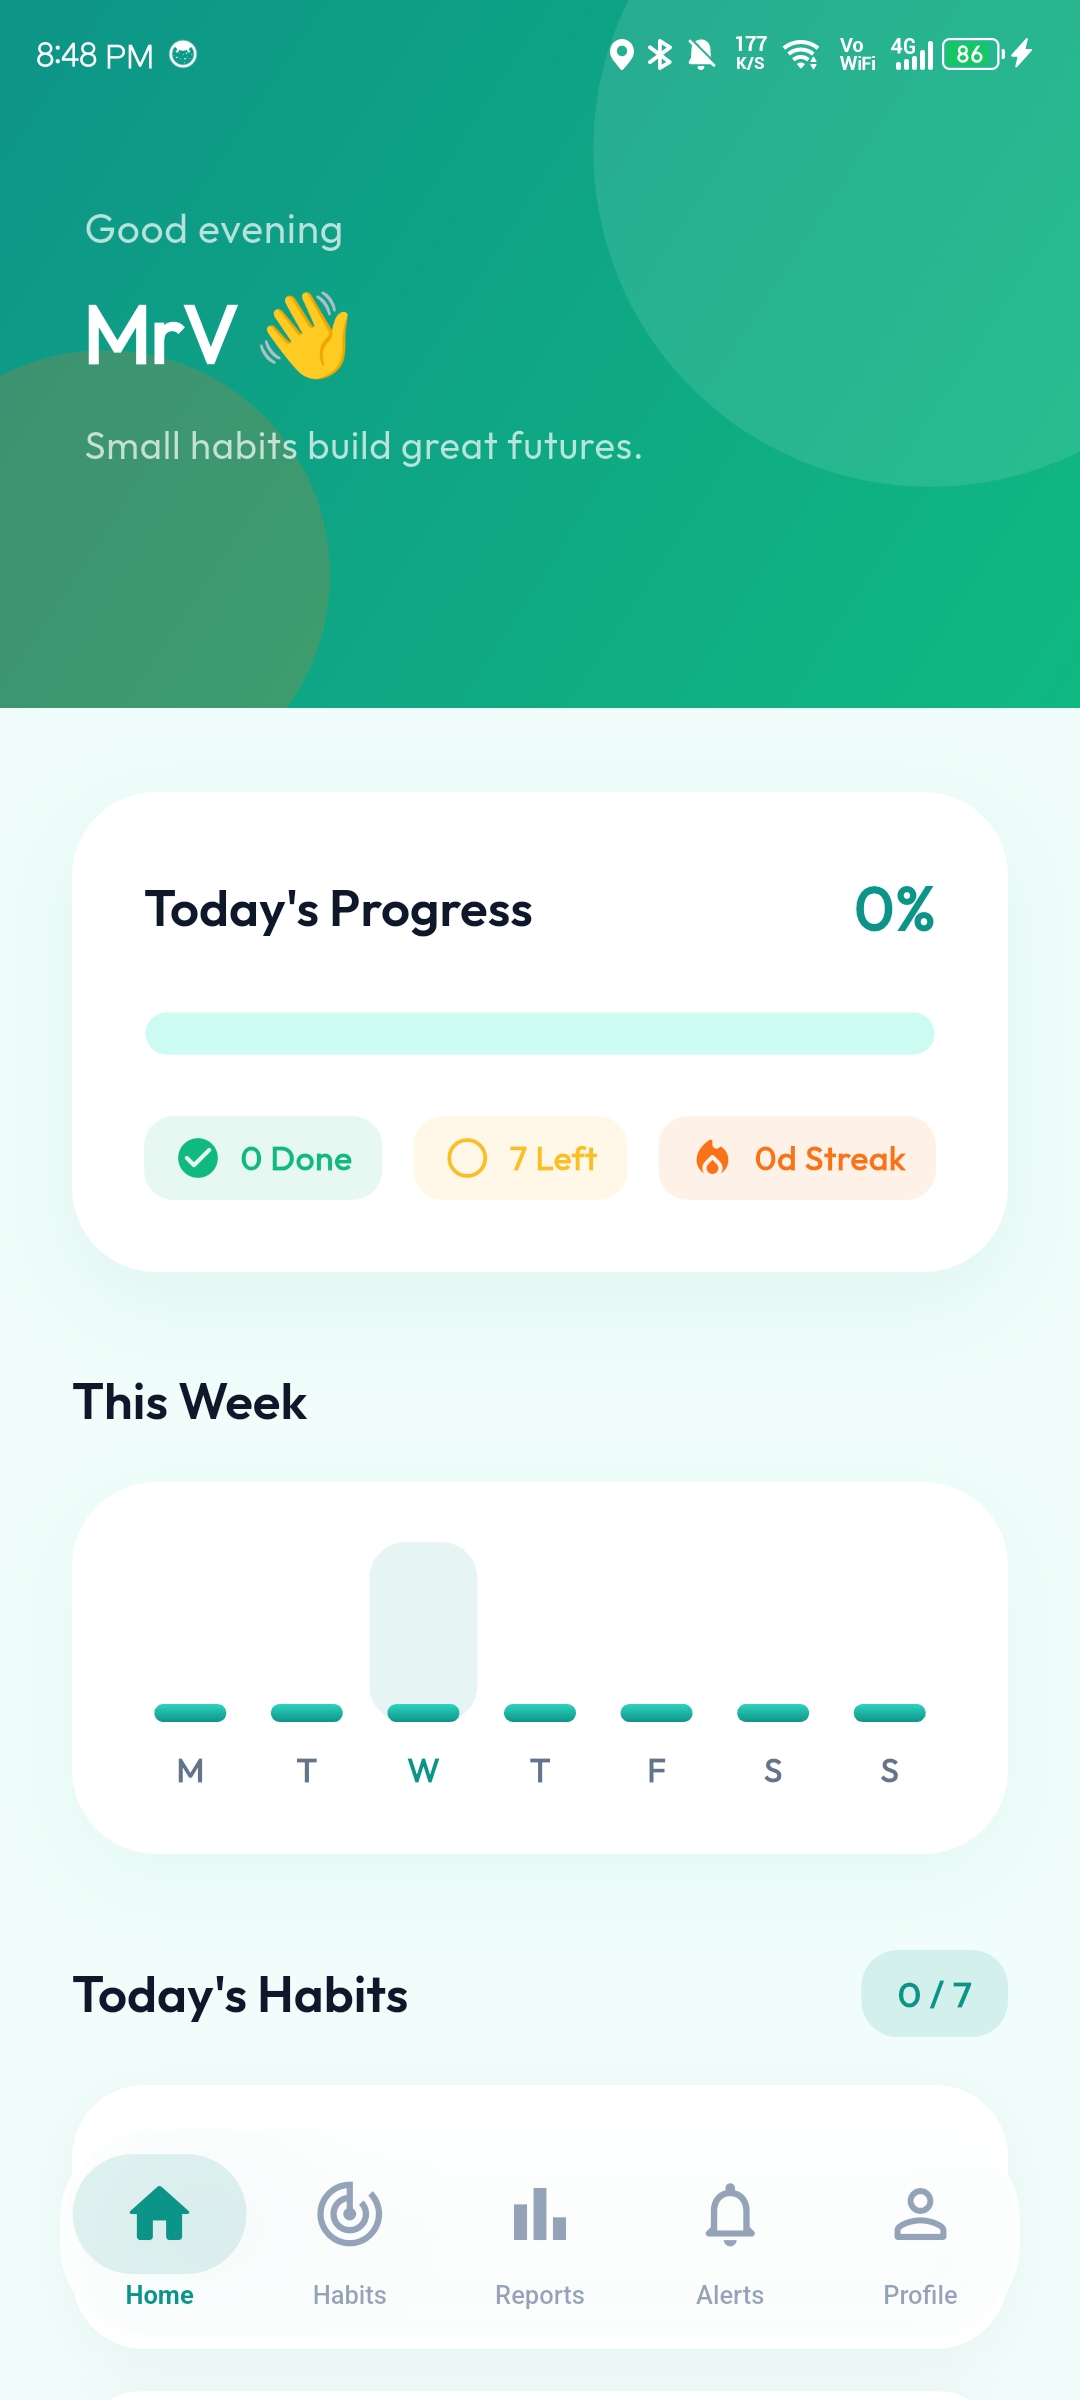 8:48 PM 177 K/S Vo WiFi 4G 86
Good evening
MrV 👋
Small habits build great futures.
Today's Progress 0%
0 Done 7 Left 0d Streak
This Week
M T W T F S S
Today's Habits 0 / 7
Home Habits Reports Alerts Profile